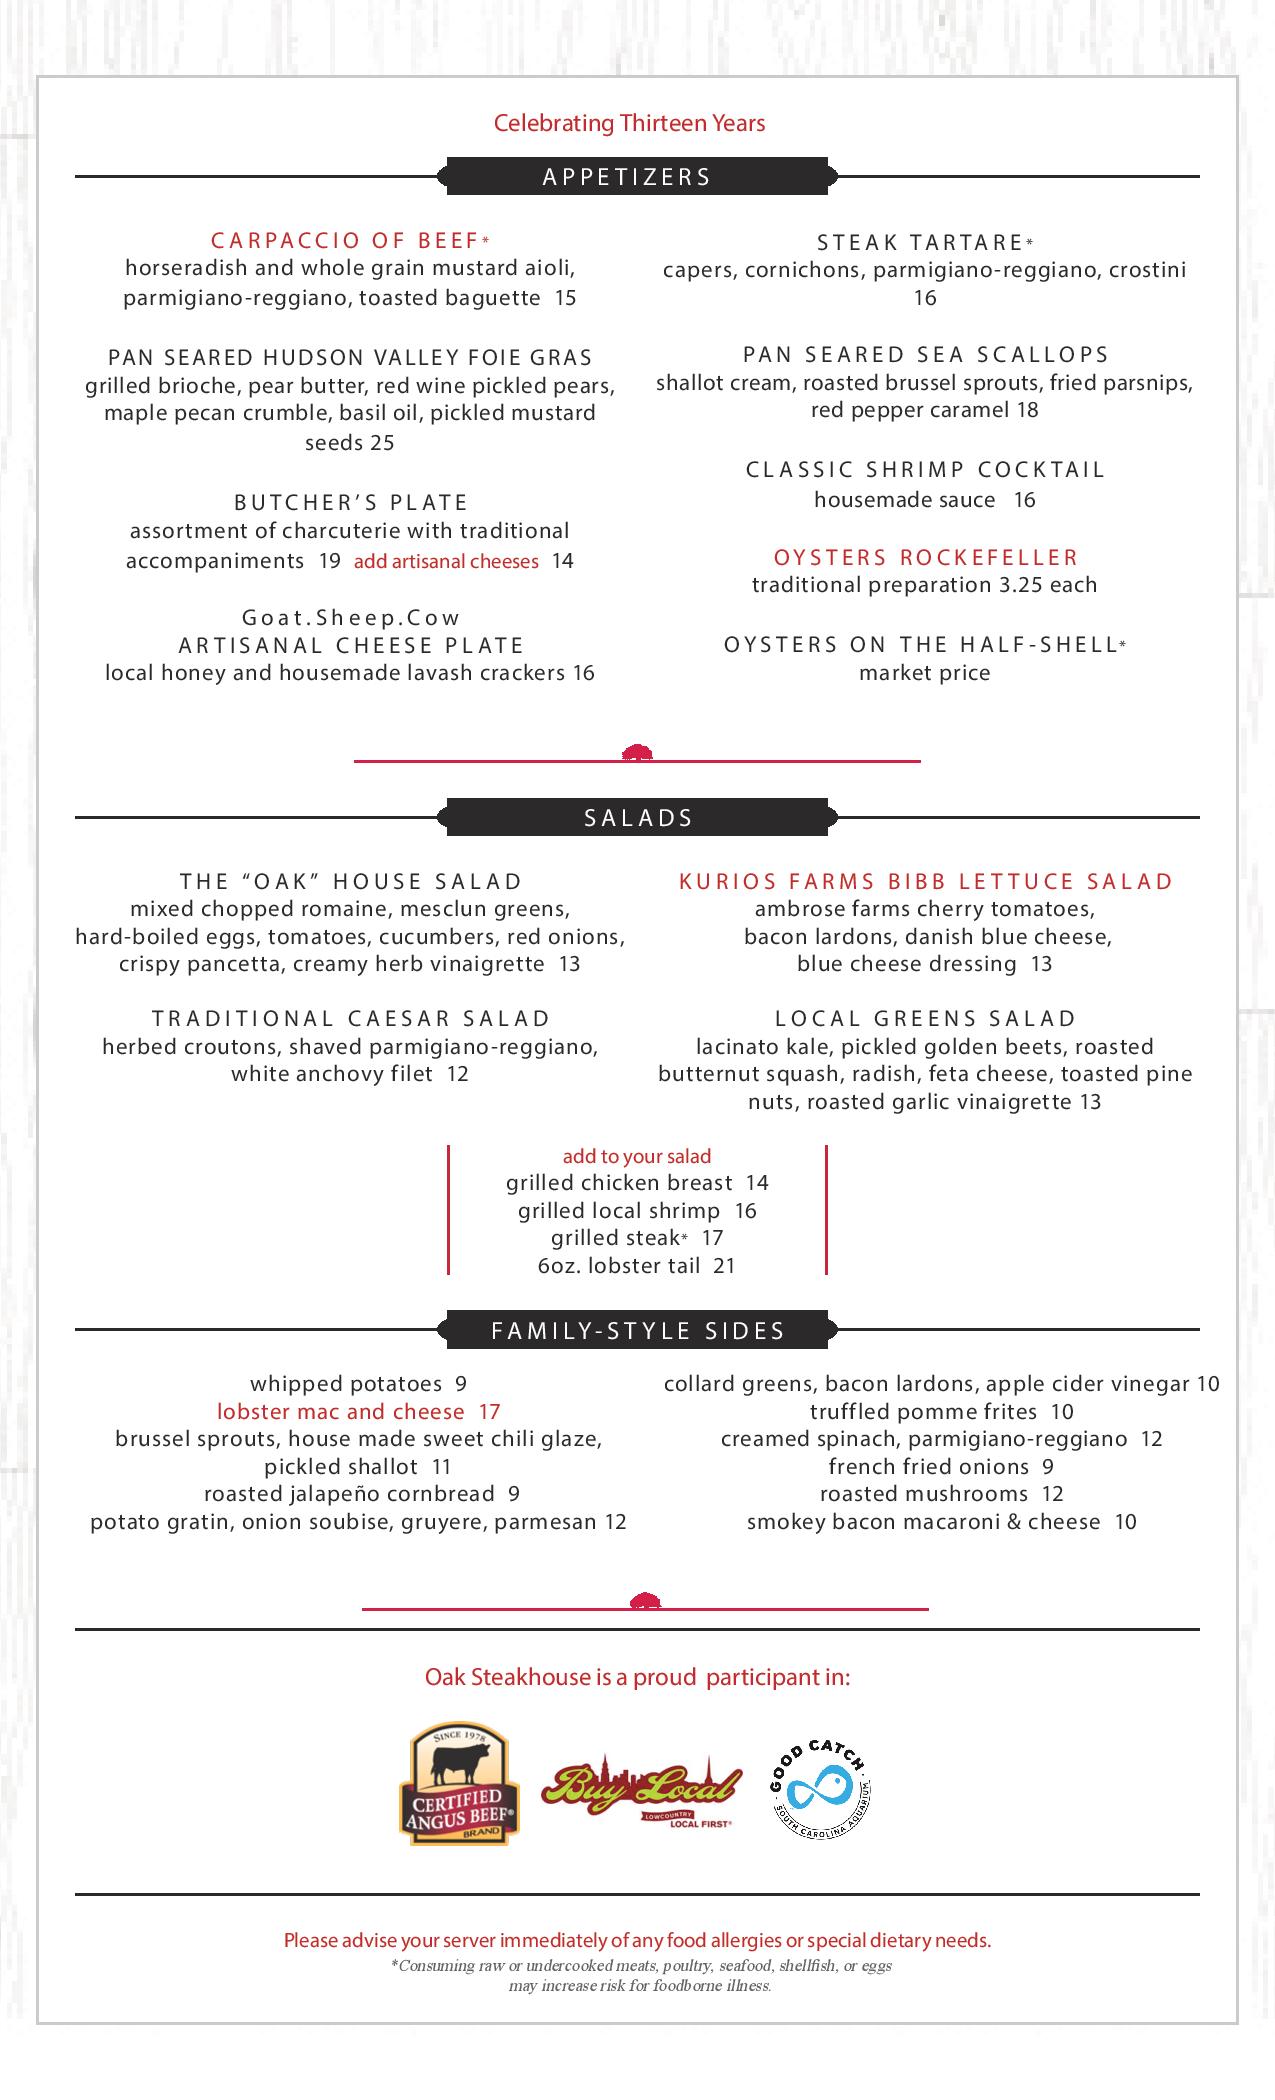 Celebrating Thirteen Years
APPETIZERS
CARPACCIO OF BEEF*
horseradish and whole grain mustard aioli,
parmigiano-reggiano, toasted baguette 15
PAN SEARED HUDSON VALLEY FOIE GRAS
grilled brioche, pear butter, red wine pickled pears,
maple pecan crumble, basil oil, pickled mustard
seeds 25
BUTCHER'S PLATE
assortment of charcuterie with traditional
accompaniments 19 add artisanal cheeses 14
Goat.Sheep.Cow
ARTISANAL CHEESE PLATE
local honey and housemade lavash crackers 16
STEAK TARTARE*
capers, cornichons, parmigiano-reggiano, crostini
16
PAN SEARED SEA SCALLOPS
shallot cream, roasted brussel sprouts, fried parsnips,
red pepper caramel 18
CLASSIC SHRIMP COCKTAIL
housemade sauce 16
OYSTERS ROCKEFELLER
traditional preparation 3.25 each
OYSTERS ON THE HALF-SHELL*
market price
SALADS
THE “OAK” HOUSE SALAD
mixed chopped romaine, mesclun greens,
hard-boiled eggs, tomatoes, cucumbers, red onions,
crispy pancetta, creamy herb vinaigrette 13
TRADITIONAL CAESAR SALAD
herbed croutons, shaved parmigiano-reggiano,
white anchovy filet 12
KURIOS FARMS BIBB LETTUCE SALAD
ambrose farms cherry tomatoes,
bacon lardons, danish blue cheese,
blue cheese dressing 13
LOCAL GREENS SALAD
lacinato kale, pickled golden beets, roasted
butternut squash, radish, feta cheese, toasted pine
nuts, roasted garlic vinaigrette 13
add to your salad
grilled chicken breast 14
grilled local shrimp 16
grilled steak* 17
6oz. lobster tail 21
FAMILY-STYLE SIDES
whipped potatoes 9
lobster mac and cheese 17
brussel sprouts, house made sweet chili glaze,
pickled shallot 11
roasted jalapeño cornbread 9
potato gratin, onion soubise, gruyere, parmesan 12
collard greens, bacon lardons, apple cider vinegar 10
truffled pomme frites 10
creamed spinach, parmigiano-reggiano 12
french fried onions 9
roasted mushrooms 12
smokey bacon macaroni & cheese 10
Oak Steakhouse is a proud participant in:
SINCE 1978
CERTIFIED
ANGUS BEEF®
BRAND
Buy Local
LOWCOUNTRY
LOCAL FIRST®
GOOD CATCH
· SOUTH CAROLINA AQUARIUM ·
Please advise your server immediately of any food allergies or special dietary needs.
*Consuming raw or undercooked meats, poultry, seafood, shellfish, or eggs
may increase risk for foodborne illness.